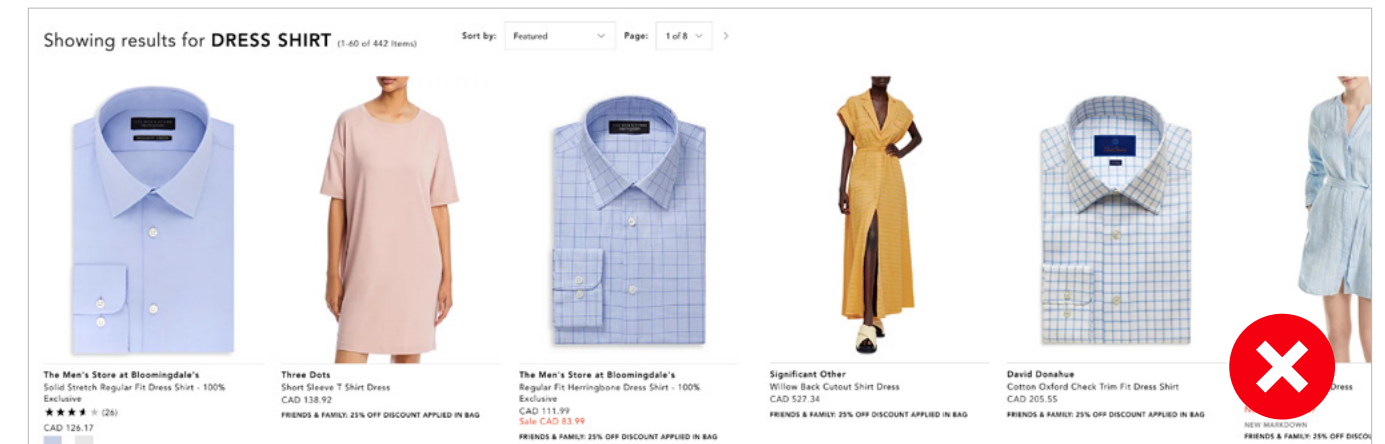 Showing results for DRESS SHIRT (1-60 of 442 Items)
Sort by: Featured Page: 1 of 8
The Men's Store at Bloomingdale's
Solid Stretch Regular Fit Dress Shirt - 100%
Exclusive
(26)
CAD 126.17
Three Dots
Short Sleeve T Shirt Dress
CAD 138.92
FRIENDS & FAMILY: 25% OFF DISCOUNT APPLIED IN BAG
The Men's Store at Bloomingdale's
Regular Fit Herringbone Dress Shirt - 100%
Exclusive
CAD 111.99
Sale CAD 83.99
FRIENDS & FAMILY: 25% OFF DISCOUNT APPLIED IN BAG
Significant Other
Willow Back Cutout Shirt Dress
CAD 527.34
FRIENDS & FAMILY: 25% OFF DISCOUNT APPLIED IN BAG
David Donahue
Cotton Oxford Check Trim Fit Dress Shirt
CAD 205.55
FRIENDS & FAMILY: 25% OFF DISCOUNT APPLIED IN BAG
Dress
NEW MARKDOWN
FRIENDS & FAMILY: 25% OFF DISCO